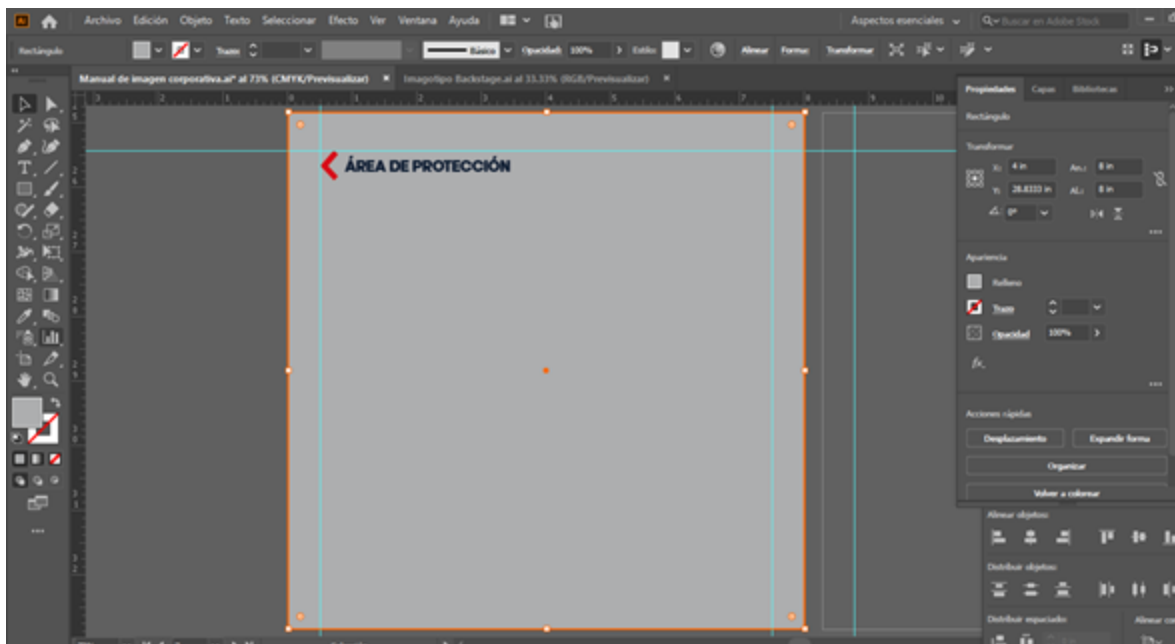 Archivo Edición Objeto Texto Seleccionar Efecto Ver Ventana Ayuda
Aspectos esenciales
Buscar en Adobe Stock
Rectángulo
Trazo:
Básico
Opacidad: 100%
Estilo:
Alinear Forma: Transformar
Manual de imagen corporativa.ai* al 73% (CMYK/Previsualizar) × Imagotipo Backstage.ai al 33.33% (RGB/Previsualizar) ×
ÁREA DE PROTECCIÓN
Propiedades Capas Bibliotecas
Rectángulo
Transformar
X: 4 in An.: 8 in
Y: 28.8333 in AL: 8 in
0°
Apariencia
Relleno
Trazo
Opacidad 100%
fx.
Acciones rápidas
Desplazamiento Expandir forma
Organizar
Volver a colorear
Alinear objetos:
Distribuir objetos:
Distribuir espaciado: